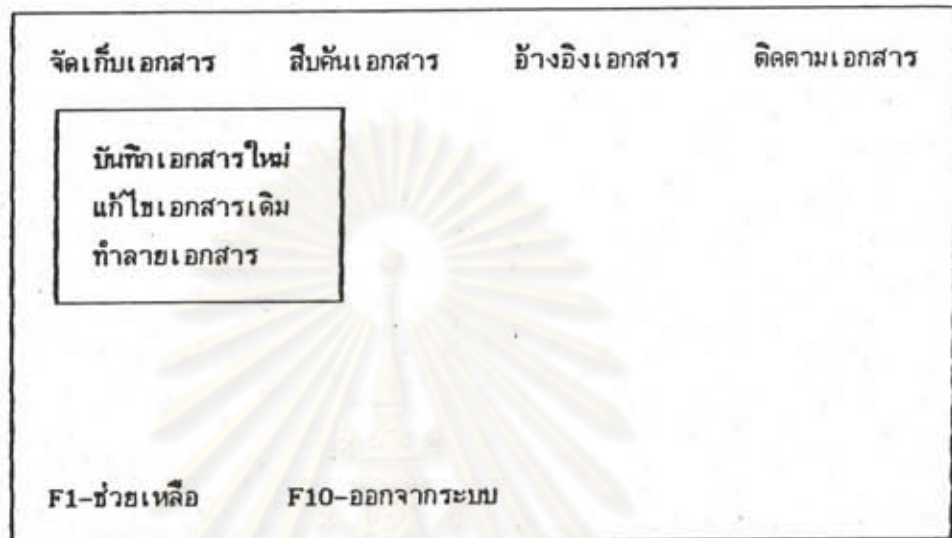 จัดเก็บเอกสาร สืบค้นเอกสาร อ้างอิงเอกสาร ติดตามเอกสาร
บันทึกเอกสารใหม่
แก้ไขเอกสารเดิม
ทำลายเอกสาร
F1-ช่วยเหลือ F10-ออกจากระบบ